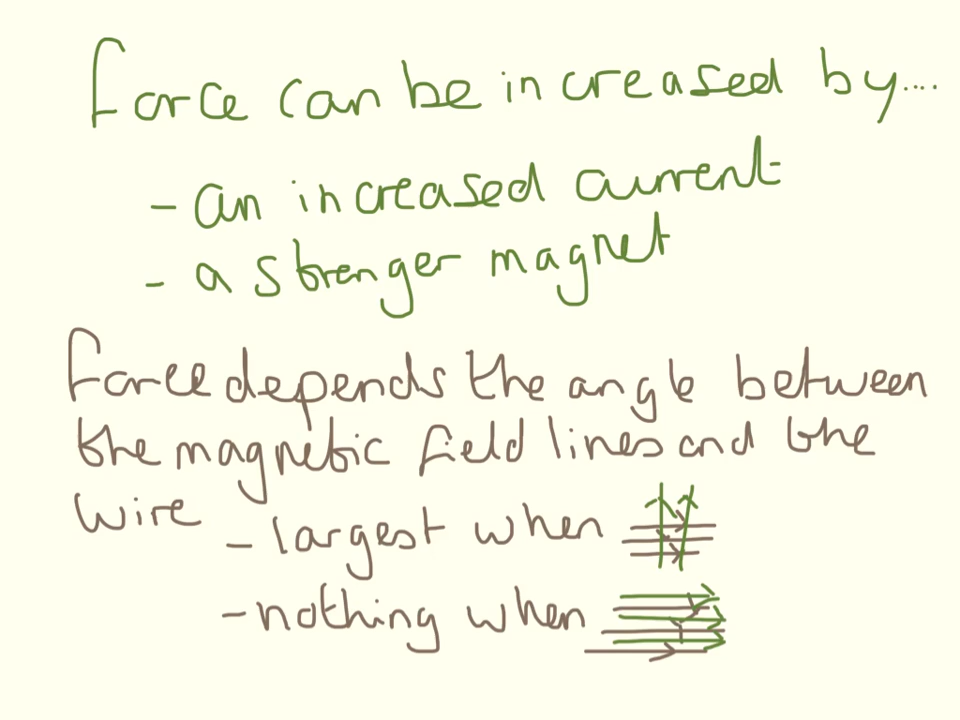 Force can be increased by....
- an increased current
- a stronger magnet
Force depends the angle between
the magnetic field lines and the
wire
- largest when
- nothing when